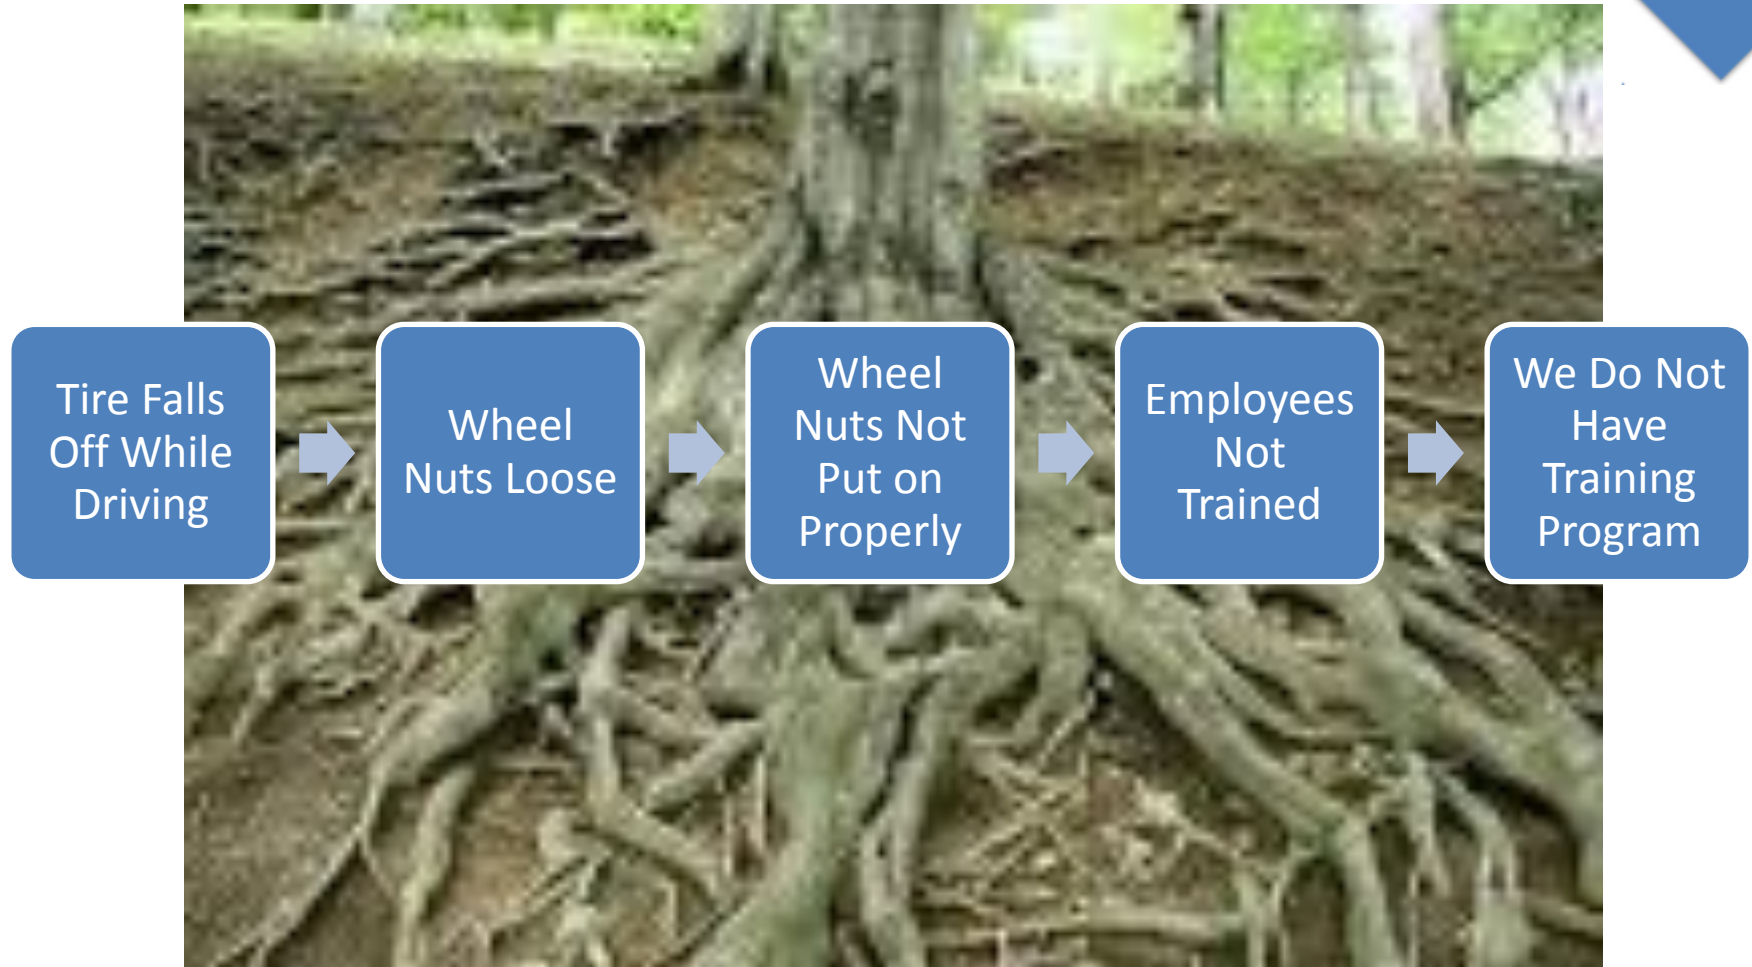 Tire Falls
Off While
Driving
Wheel
Nuts Loose
Wheel
Nuts Not
Put on
Properly
Employees
Not
Trained
We Do Not
Have
Training
Program